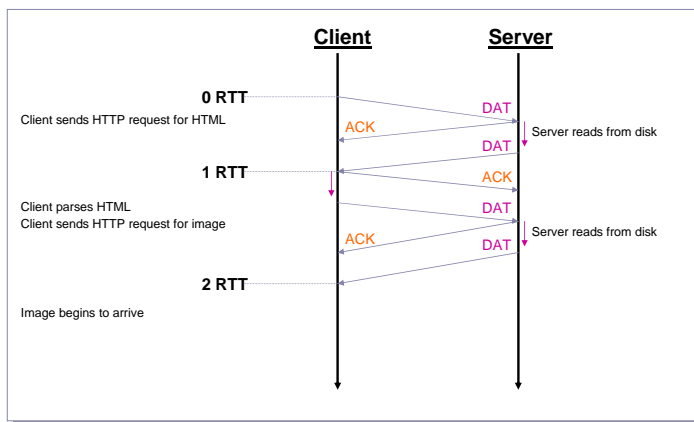 Client
Server
0 RTT
DAT
Client sends HTTP request for HTML
ACK
Server reads from disk
DAT
1 RTT
ACK
Client parses HTML
DAT
Client sends HTTP request for image
Server reads from disk
ACK
DAT
2 RTT
Image begins to arrive